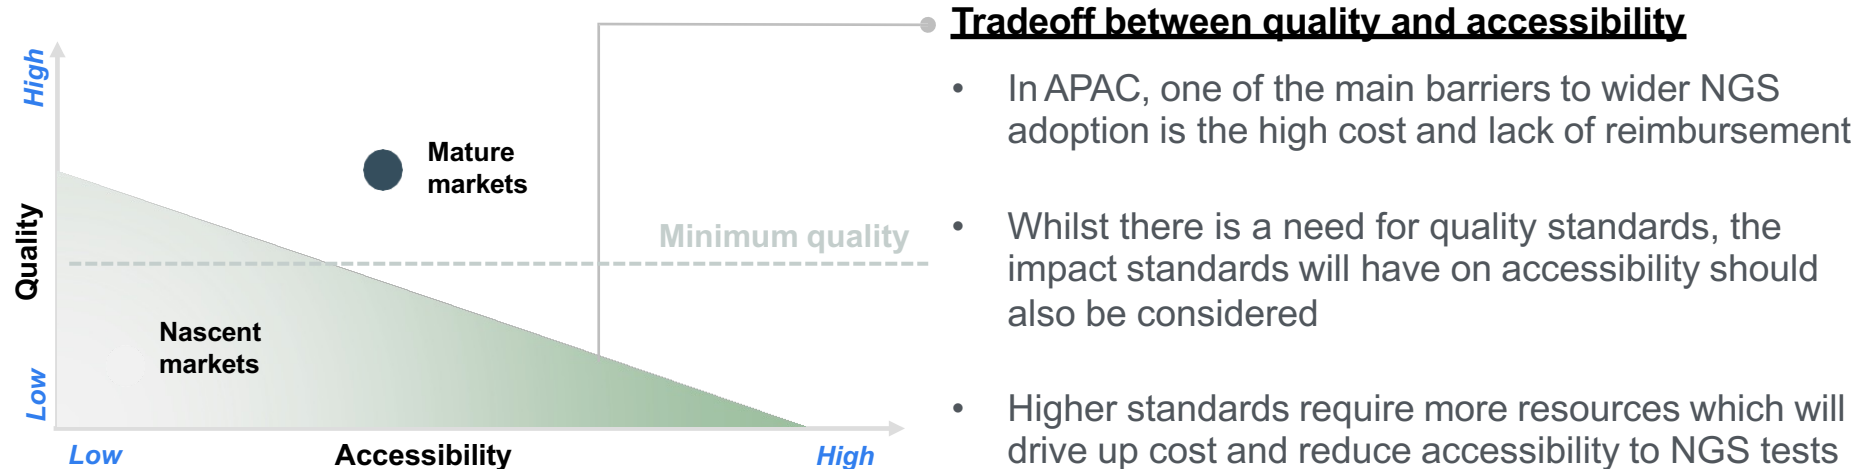 High
Quality
Low
Mature
markets
Minimum quality
Nascent
markets
Low
Accessibility
High
Tradeoff between quality and accessibility
• In APAC, one of the main barriers to wider NGS
adoption is the high cost and lack of reimbursement
• Whilst there is a need for quality standards, the
impact standards will have on accessibility should
also be considered
• Higher standards require more resources which will
drive up cost and reduce accessibility to NGS tests